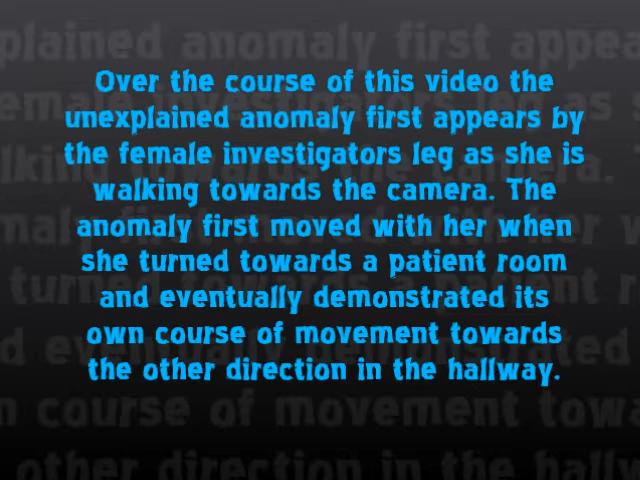 Over the course of this video the
unexplained anomaly first appears by
the female investigators leg as she is
walking towards the camera. The
anomaly first moved with her when
she turned towards a patient room
and eventually demonstrated its
own course of movement towards
the other direction in the hallway.